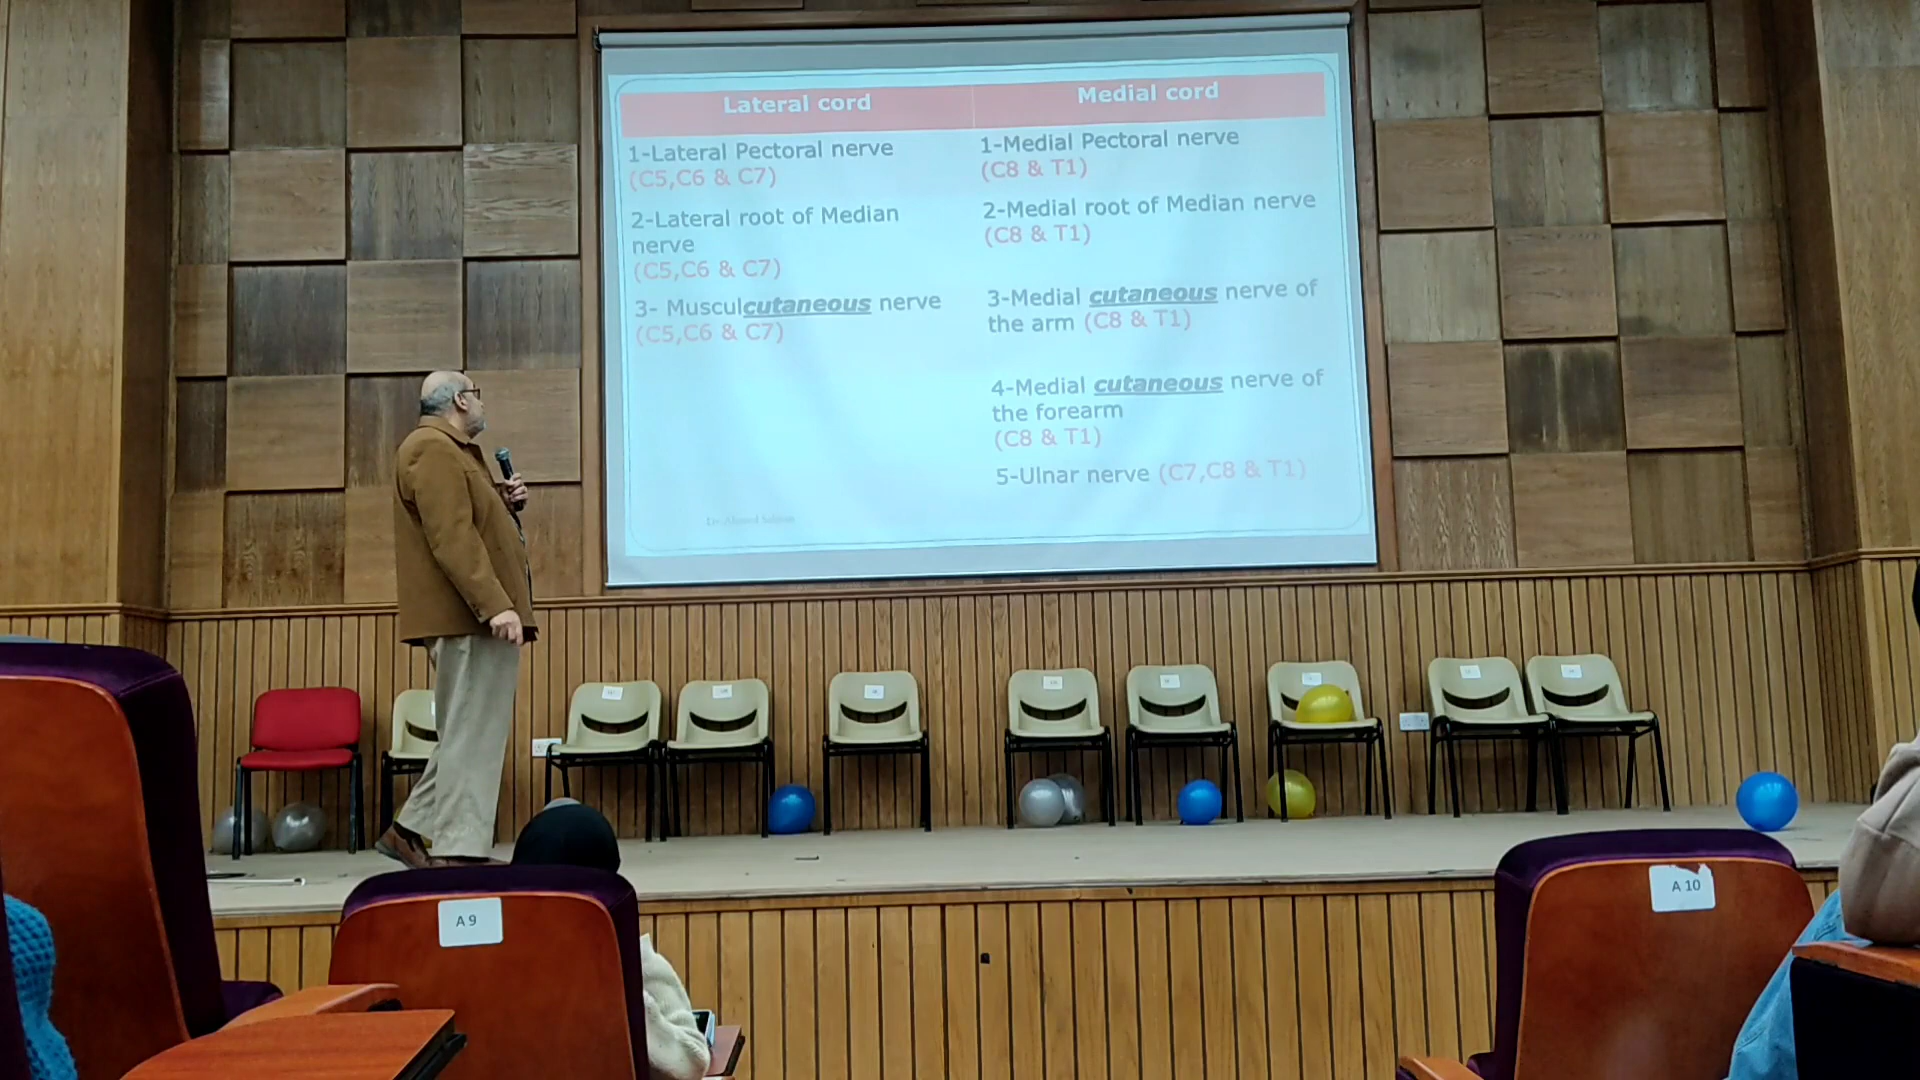 Lateral cord
Medial cord
1-Lateral Pectoral nerve
(C5,C6 & C7)
2-Lateral root of Median
nerve
(C5,C6 & C7)
3- Musculcutaneous nerve
(C5,C6 & C7)
1-Medial Pectoral nerve
(C8 & T1)
2-Medial root of Median nerve
(C8 & T1)
3-Medial cutaneous nerve of
the arm (C8 & T1)
4-Medial cutaneous nerve of
the forearm
(C8 & T1)
5-Ulnar nerve (C7,C8 & T1)
A 9
A 10